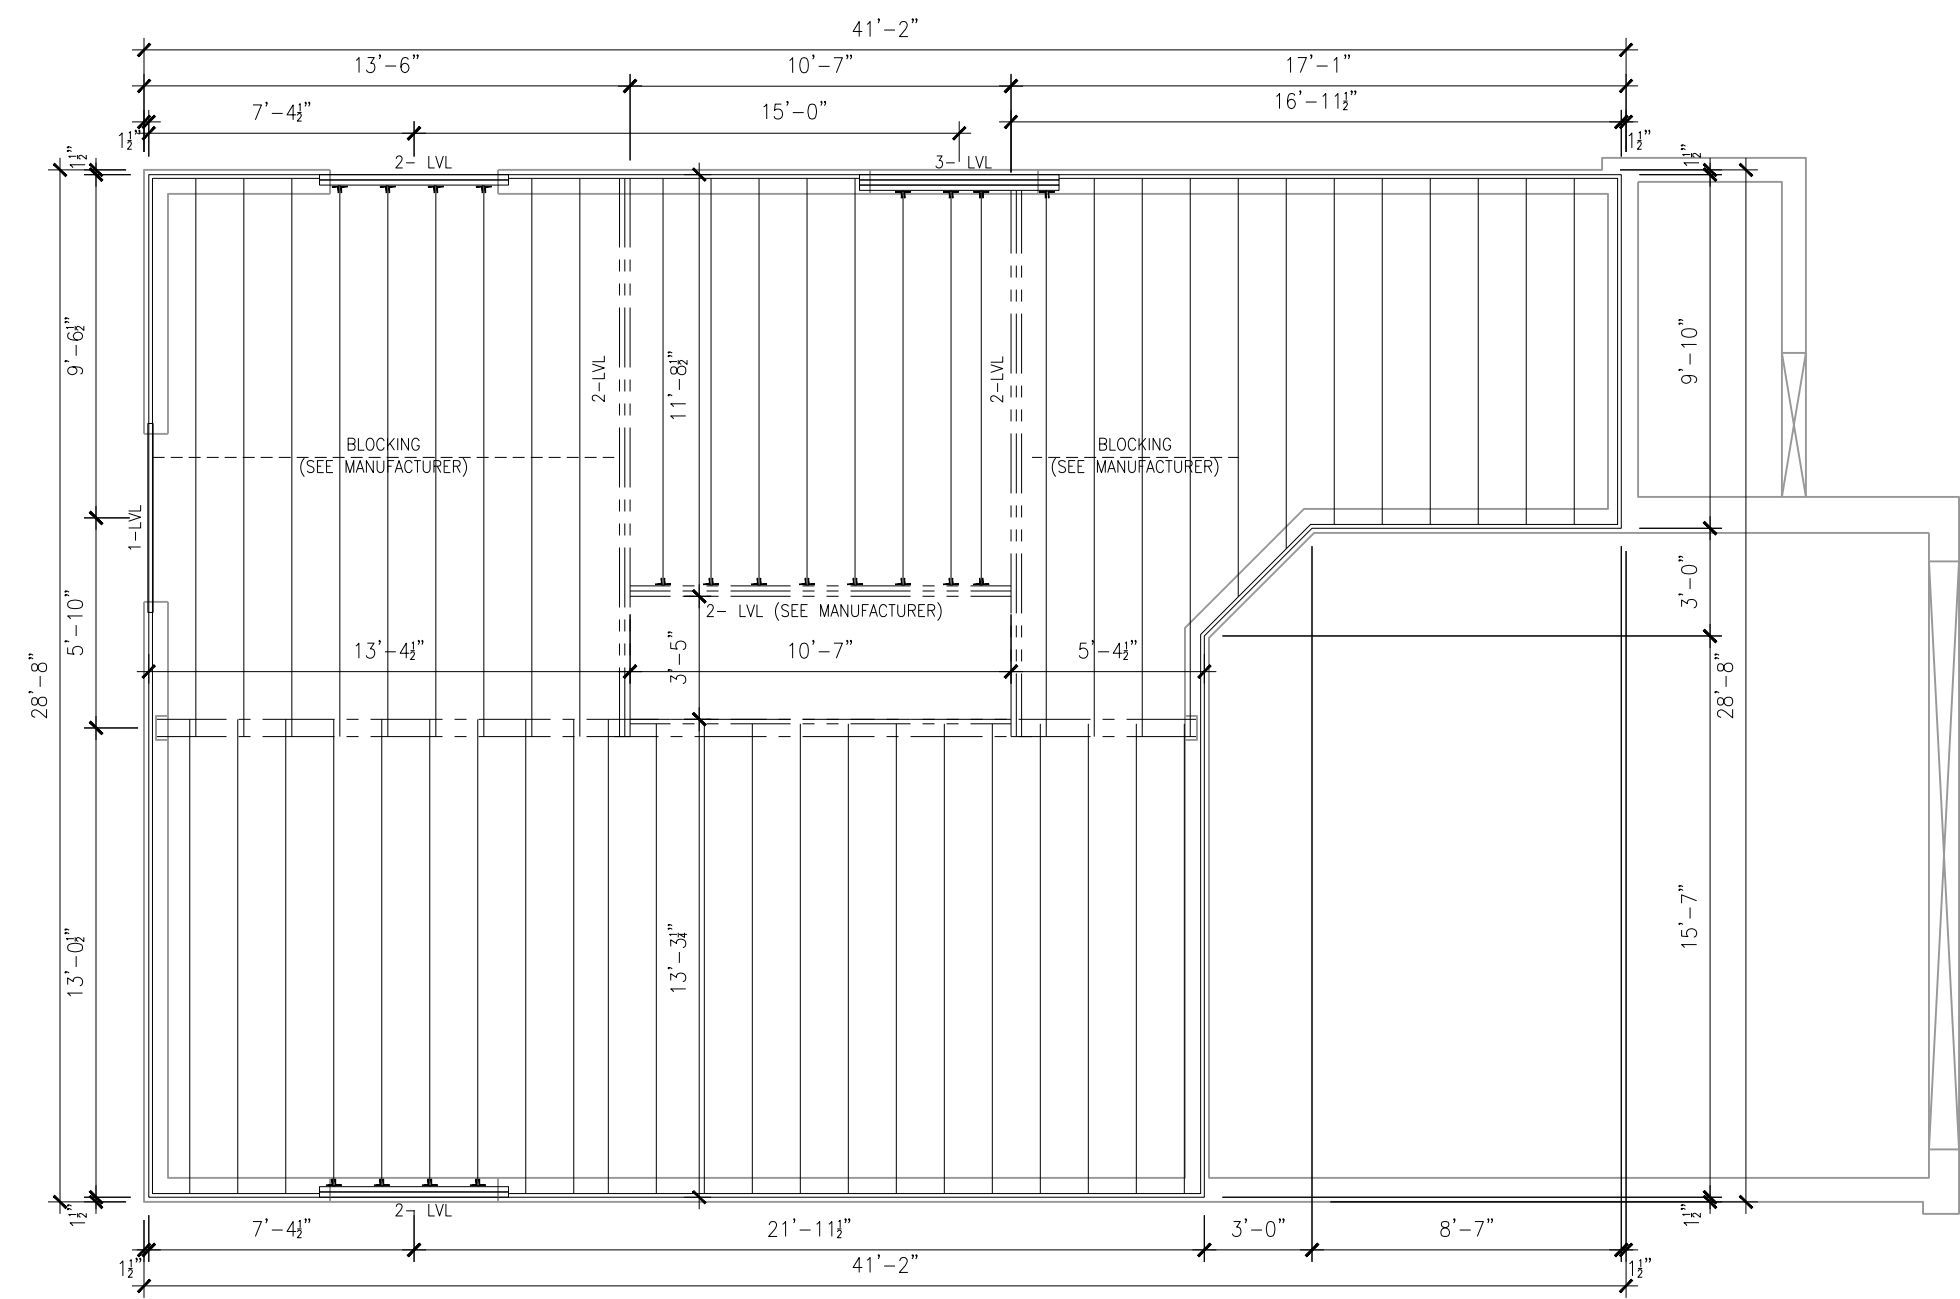 41'-2"
13'-6" 10'-7" 17'-1"
7'-4½" 15'-0" 16'-11½"
1½" 1½"
2- LVL 3- LVL
1½" 1½"
9'-6½" 11'-8½" 9'-10"
2-LVL 2-LVL
BLOCKING
(SEE MANUFACTURER)
BLOCKING
(SEE MANUFACTURER)
1-LVL
2- LVL (SEE MANUFACTURER)
5'-10" 3'-0"
13'-4½" 3'-5" 10'-7" 5'-4½"
28'-8" 28'-8"
13'-0½" 13'-3¼" 15'-7"
2- LVL
1½" 1½"
7'-4½" 21'-11½" 3'-0" 8'-7"
1½" 41'-2" 1½"